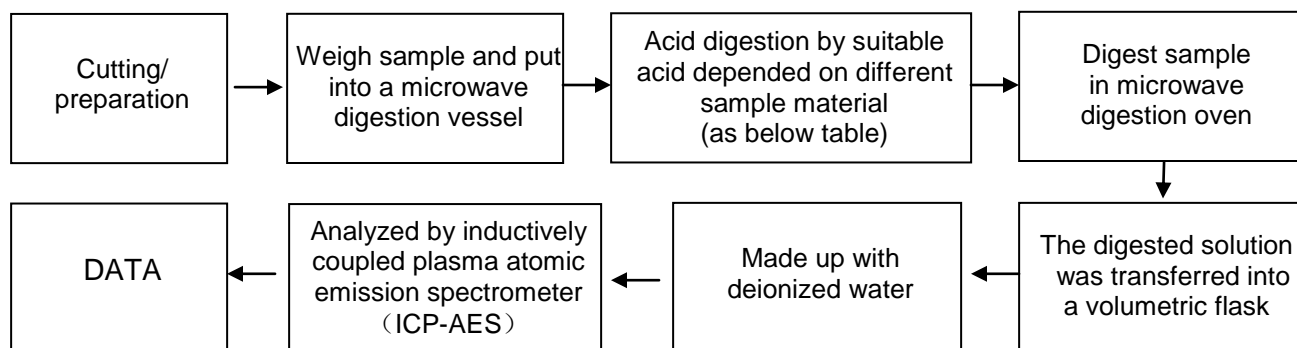 Cutting/
preparation
Weigh sample and put
into a microwave
digestion vessel
Acid digestion by suitable
acid depended on different
sample material
(as below table)
Digest sample
in microwave
digestion oven
The digested solution
was transferred into
a volumetric flask
Made up with
deionized water
Analyzed by inductively
coupled plasma atomic
emission spectrometer
（ICP-AES）
DATA